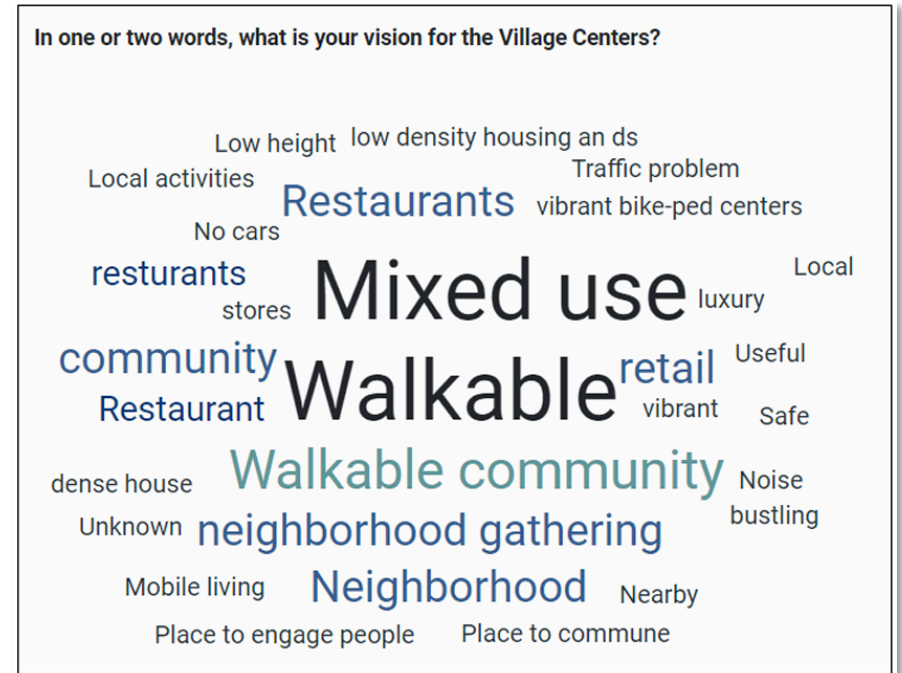 In one or two words, what is your vision for the Village Centers?
Low height
low density housing an ds
Local activities
Traffic problem
Restaurants
vibrant bike-ped centers
No cars
resturants
Mixed use
Local
stores
luxury
community
Walkable
retail
Useful
Restaurant
vibrant
Safe
dense house
Walkable community
Noise
Unknown
neighborhood gathering
bustling
Mobile living
Neighborhood
Nearby
Place to engage people
Place to commune